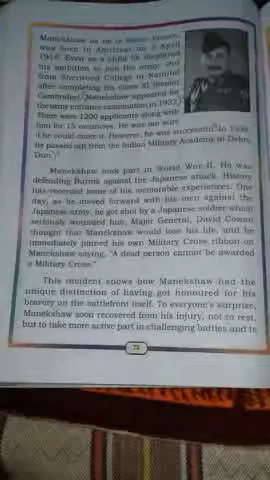 Manekshaw as he is better known,
was born in Amritsar on 3 April
1914. Even as a child he displayed
his ambition to join the army. But
from Sherwood College in Nainital
after completing his class XI (Senior
Cambridge), Manekshaw appeared for
the army entrance examination in 1932.
There were 1200 applicants along with
him for 15 vacancies. He was not sure
if he could make it. However, he was successful. In 1934,
he passed out from the Indian Military Academy at Dehra
Dun.
Manekshaw took part in World War II. He was
defending Burma against the Japanese attack. History
has recorded some of his memorable experiences. One
day, as he moved forward with his men against the
Japanese army, he got shot by a Japanese soldier which
seriously wounded him. Major General, David Cowan
thought that Manekshaw would lose his life, and he
immediately pinned his own Military Cross ribbon on
Manekshaw saying, "A dead person cannot be awarded
a Military Cross."
This incident shows how Manekshaw had the
unique distinction of having got honoured for his
bravery on the battlefront itself. To everyone's surprise,
Manekshaw soon recovered from his injury, not to rest,
but to take more active part in challenging battles and to